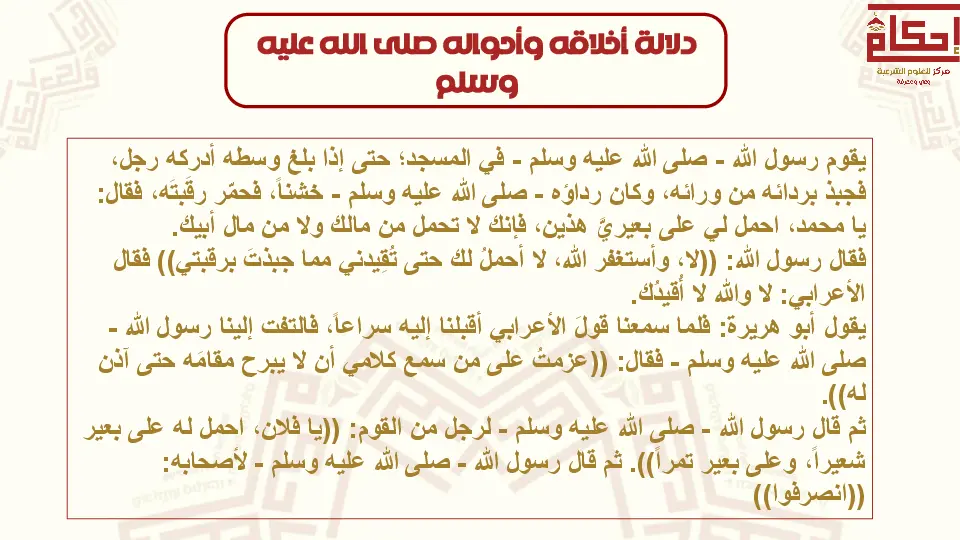 إحكام
مركز للعلوم الشرعية
وعي ومعرفة
دلالة أخلاقه وأحواله صلى الله عليه
وسلم
يقوم رسول الله - صلى الله عليه وسلم - في المسجد؛ حتى إذا بلغ وسطه أدركه رجل،
فجبذ بردائه من ورائه، وكان رداؤه - صلى الله عليه وسلم - خشناً، فحمّر رقَبتَه، فقال:
يا محمد، احمل لي على بعيريَّ هذين، فإنك لا تحمل من مالك ولا من مال أبيك.
فقال رسول الله: ((لا، وأستغفر الله، لا أحملُ لك حتى تُقِيدني مما جبذتَ برقبتي)) فقال
الأعرابي: لا والله لا أُقيدُك.
يقول أبو هريرة: فلما سمعنا قولَ الأعرابي أقبلنا إليه سراعاً، فالتفت إلينا رسول الله -
صلى الله عليه وسلم - فقال: ((عزمتُ على من سمع كلامي أن لا يبرح مقامَه حتى آذن
له)).
ثم قال رسول الله - صلى الله عليه وسلم - لرجل من القوم: ((يا فلان، احمل له على بعير
شعيراً، وعلى بعير تمراً)). ثم قال رسول الله - صلى الله عليه وسلم - لأصحابه:
((انصرفوا))